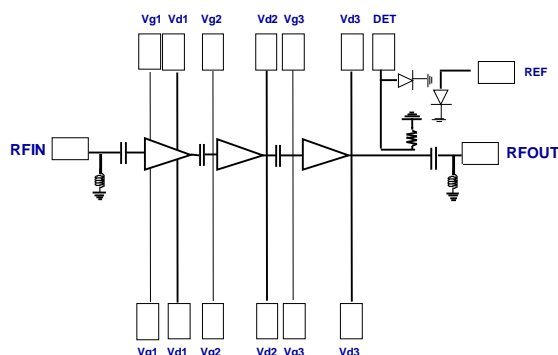 Vg1 Vd1 Vg2 Vd2 Vg3 Vd3 DET
REF
RFIN
RFOUT
Vg1 Vd1 Vg2 Vd2 Vg3 Vd3